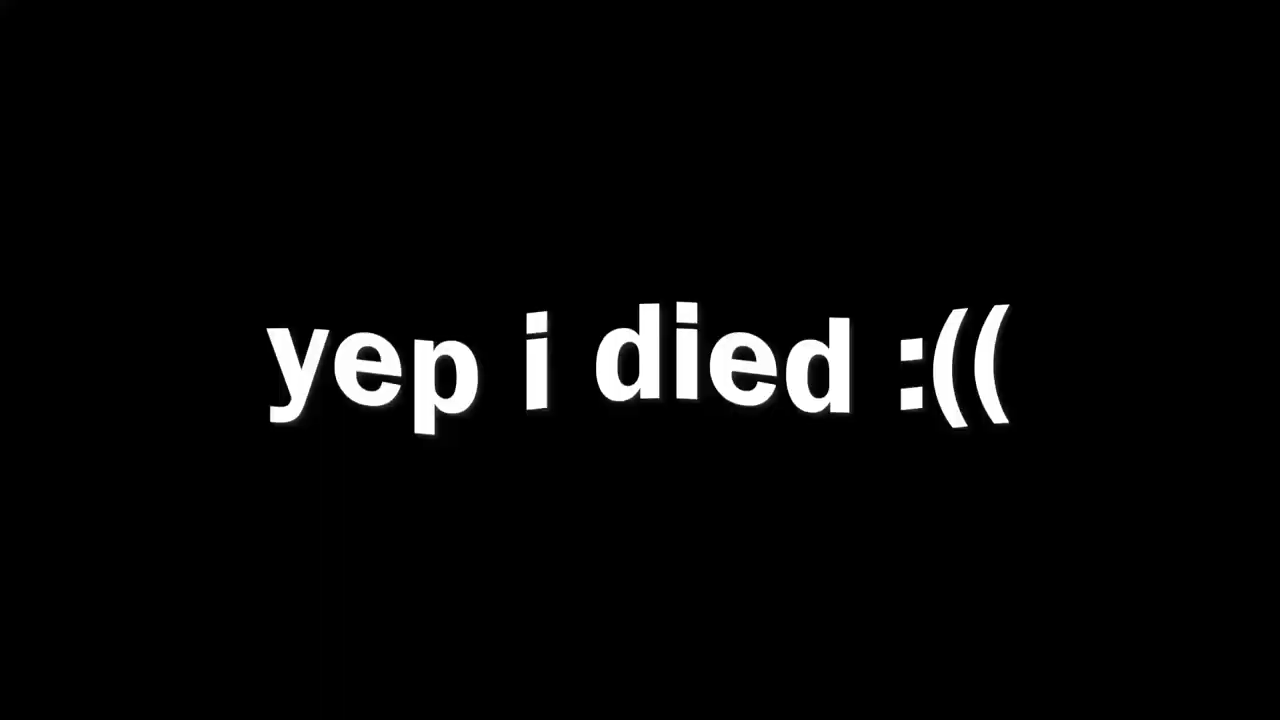 yep i died :((